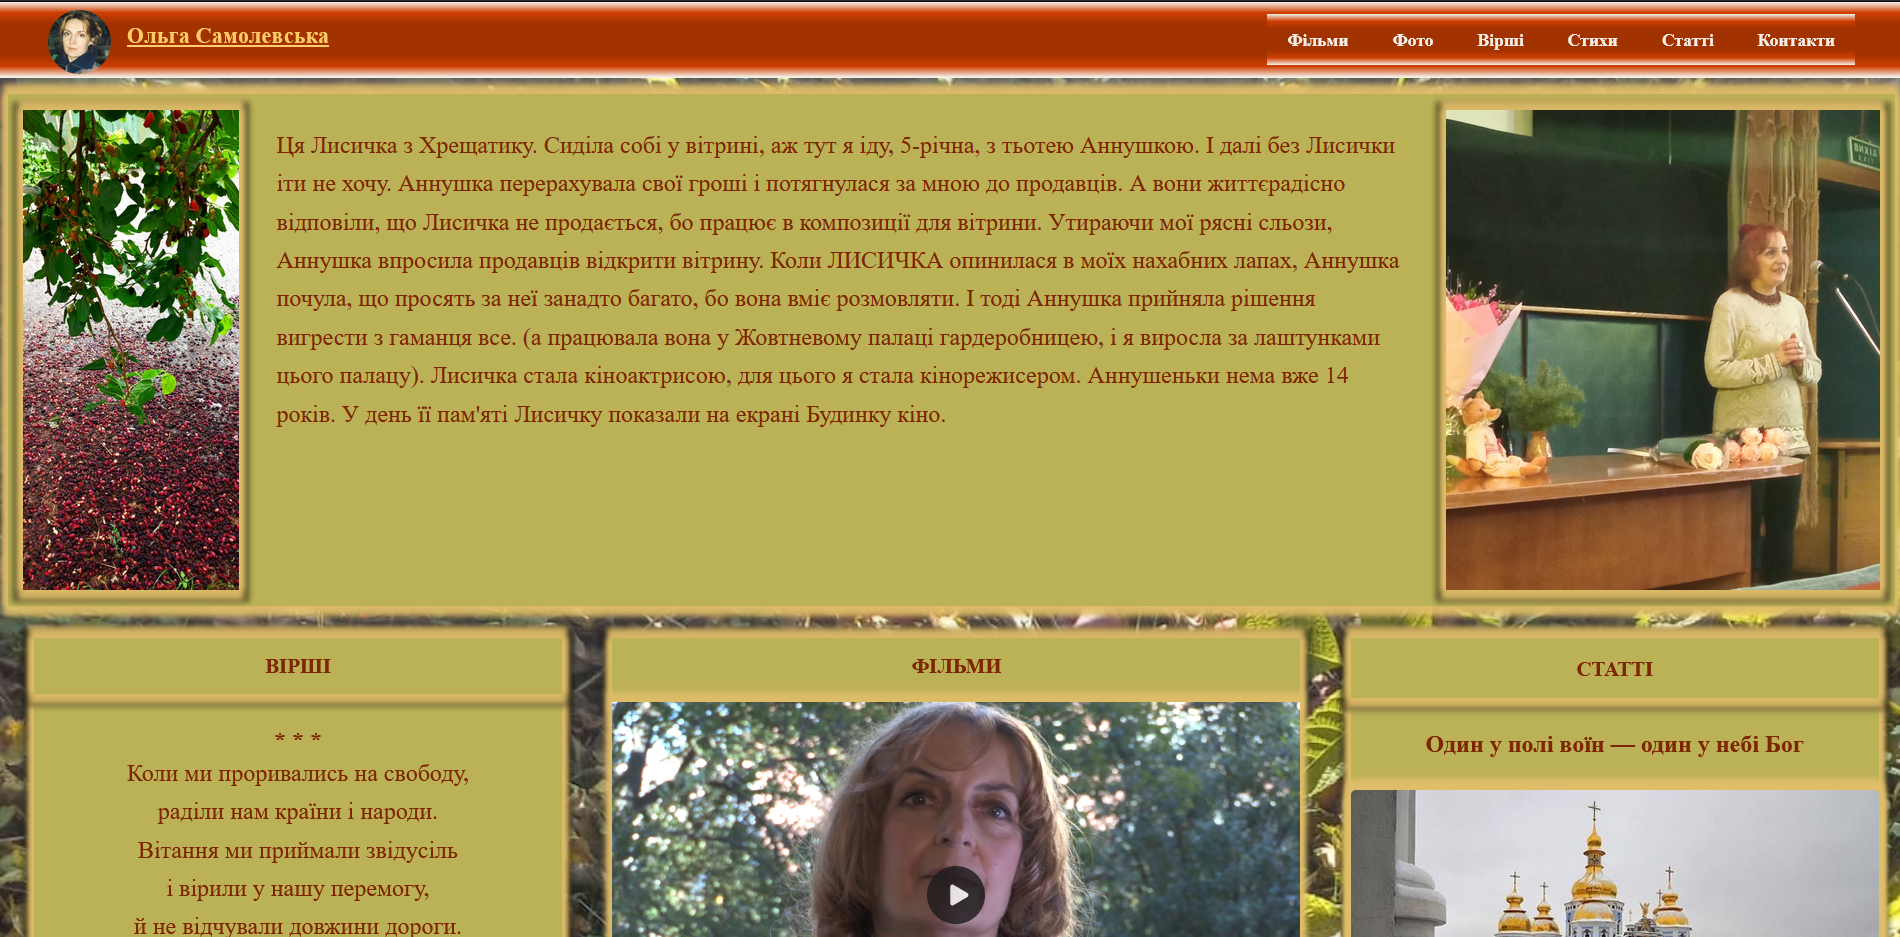 Ольга Самолевська
Фільми
Фото
Вірші
Стихи
Статті
Контакти
Ця Лисичка з Хрещатику. Сиділа собі у вітрині, аж тут я іду, 5-річна, з тьотею Аннушкою. І далі без Лисички
іти не хочу. Аннушка перерахувала свої гроші і потягнулася за мною до продавців. А вони життєрадісно
відповіли, що Лисичка не продається, бо працює в композиції для вітрини. Утираючи мої рясні сльози,
Аннушка впросила продавців відкрити вітрину. Коли ЛИСИЧКА опинилася в моїх нахабних лапах, Аннушка
почула, що просять за неї занадто багато, бо вона вміє розмовляти. І тоді Аннушка прийняла рішення
вигрести з гаманця все. (а працювала вона у Жовтневому палаці гардеробницею, і я виросла за лаштунками
цього палацу). Лисичка стала кіноактрисою, для цього я стала кінорежисером. Аннушеньки нема вже 14
років. У день її пам'яті Лисичку показали на екрані Будинку кіно.
ВИХІД
EXIT
ВІРШІ
* * *
Коли ми проривались на свободу,
раділи нам країни і народи.
Вітання ми приймали звідусіль
і вірили у нашу перемогу,
й не відчували довжини дороги.
ФІЛЬМИ
СТАТТІ
Один у полі воїн — один у небі Бог